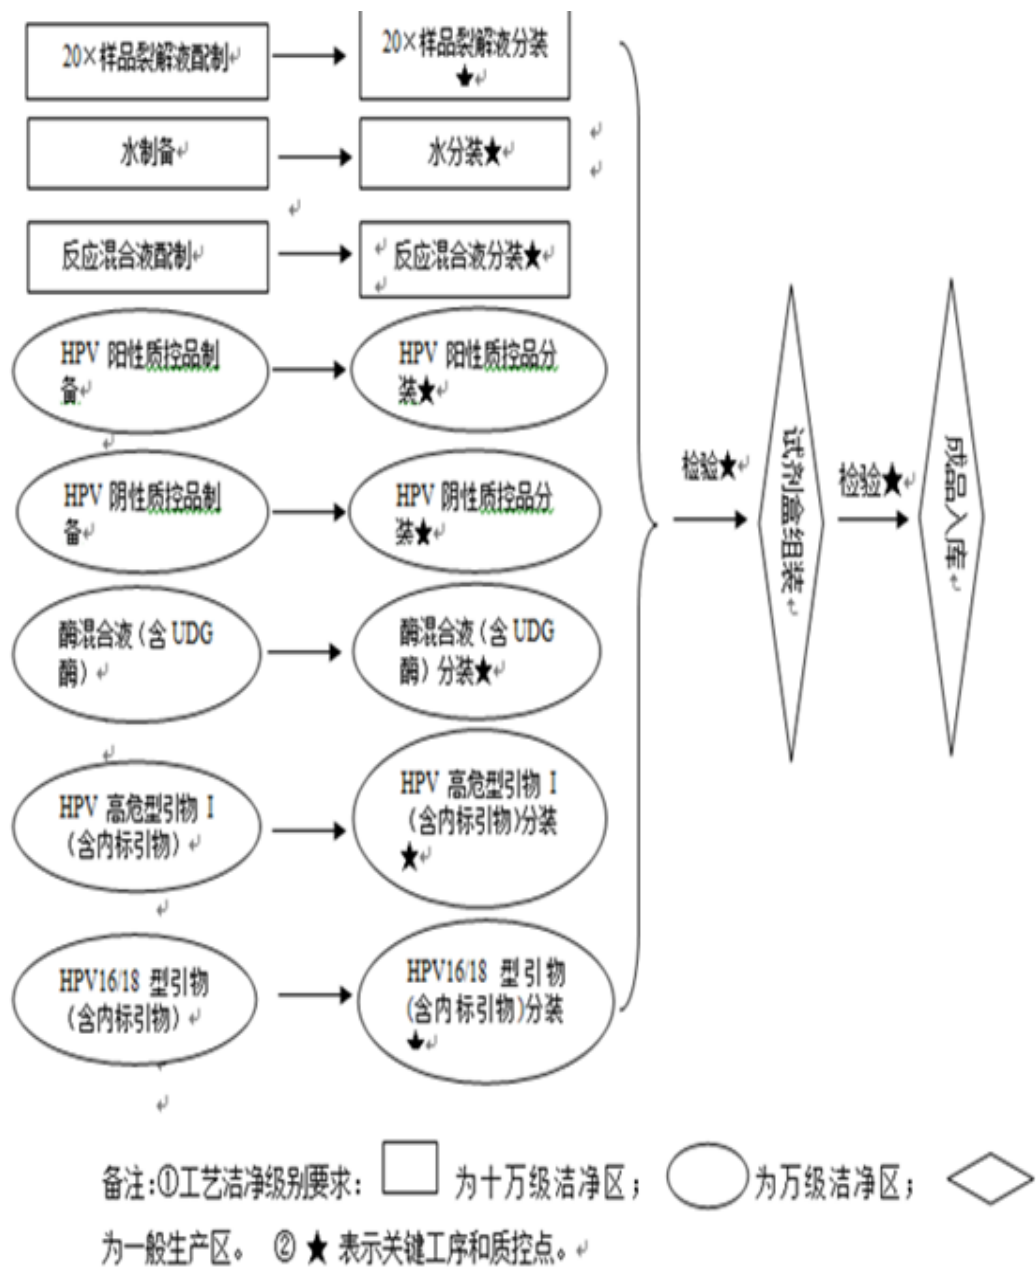 20×样品裂解液配制
20×样品裂解液分装
★
水制备
水分装★
反应混合液配制
反应混合液分装★
HPV 阳性质控品制
备
HPV 阳性质控品分
装★
HPV 阴性质控品制
备
HPV 阴性质控品分
装★
酶混合液(含 UDG
酶)
酶混合液(含 UDG
酶)分装★
HPV 高危型引物 I
(含内标引物)
HPV 高危型引物 I
(含内标引物)分装
★
HPV16/18 型引物
(含内标引物)
HPV16/18 型引物
(含内标引物)分装
★
检验★
试剂盒组装
检验★
成品入库
备注:①工艺洁净级别要求: 为十万级洁净区; 为万级洁净区;
为一般生产区。 ② ★ 表示关键工序和质控点。